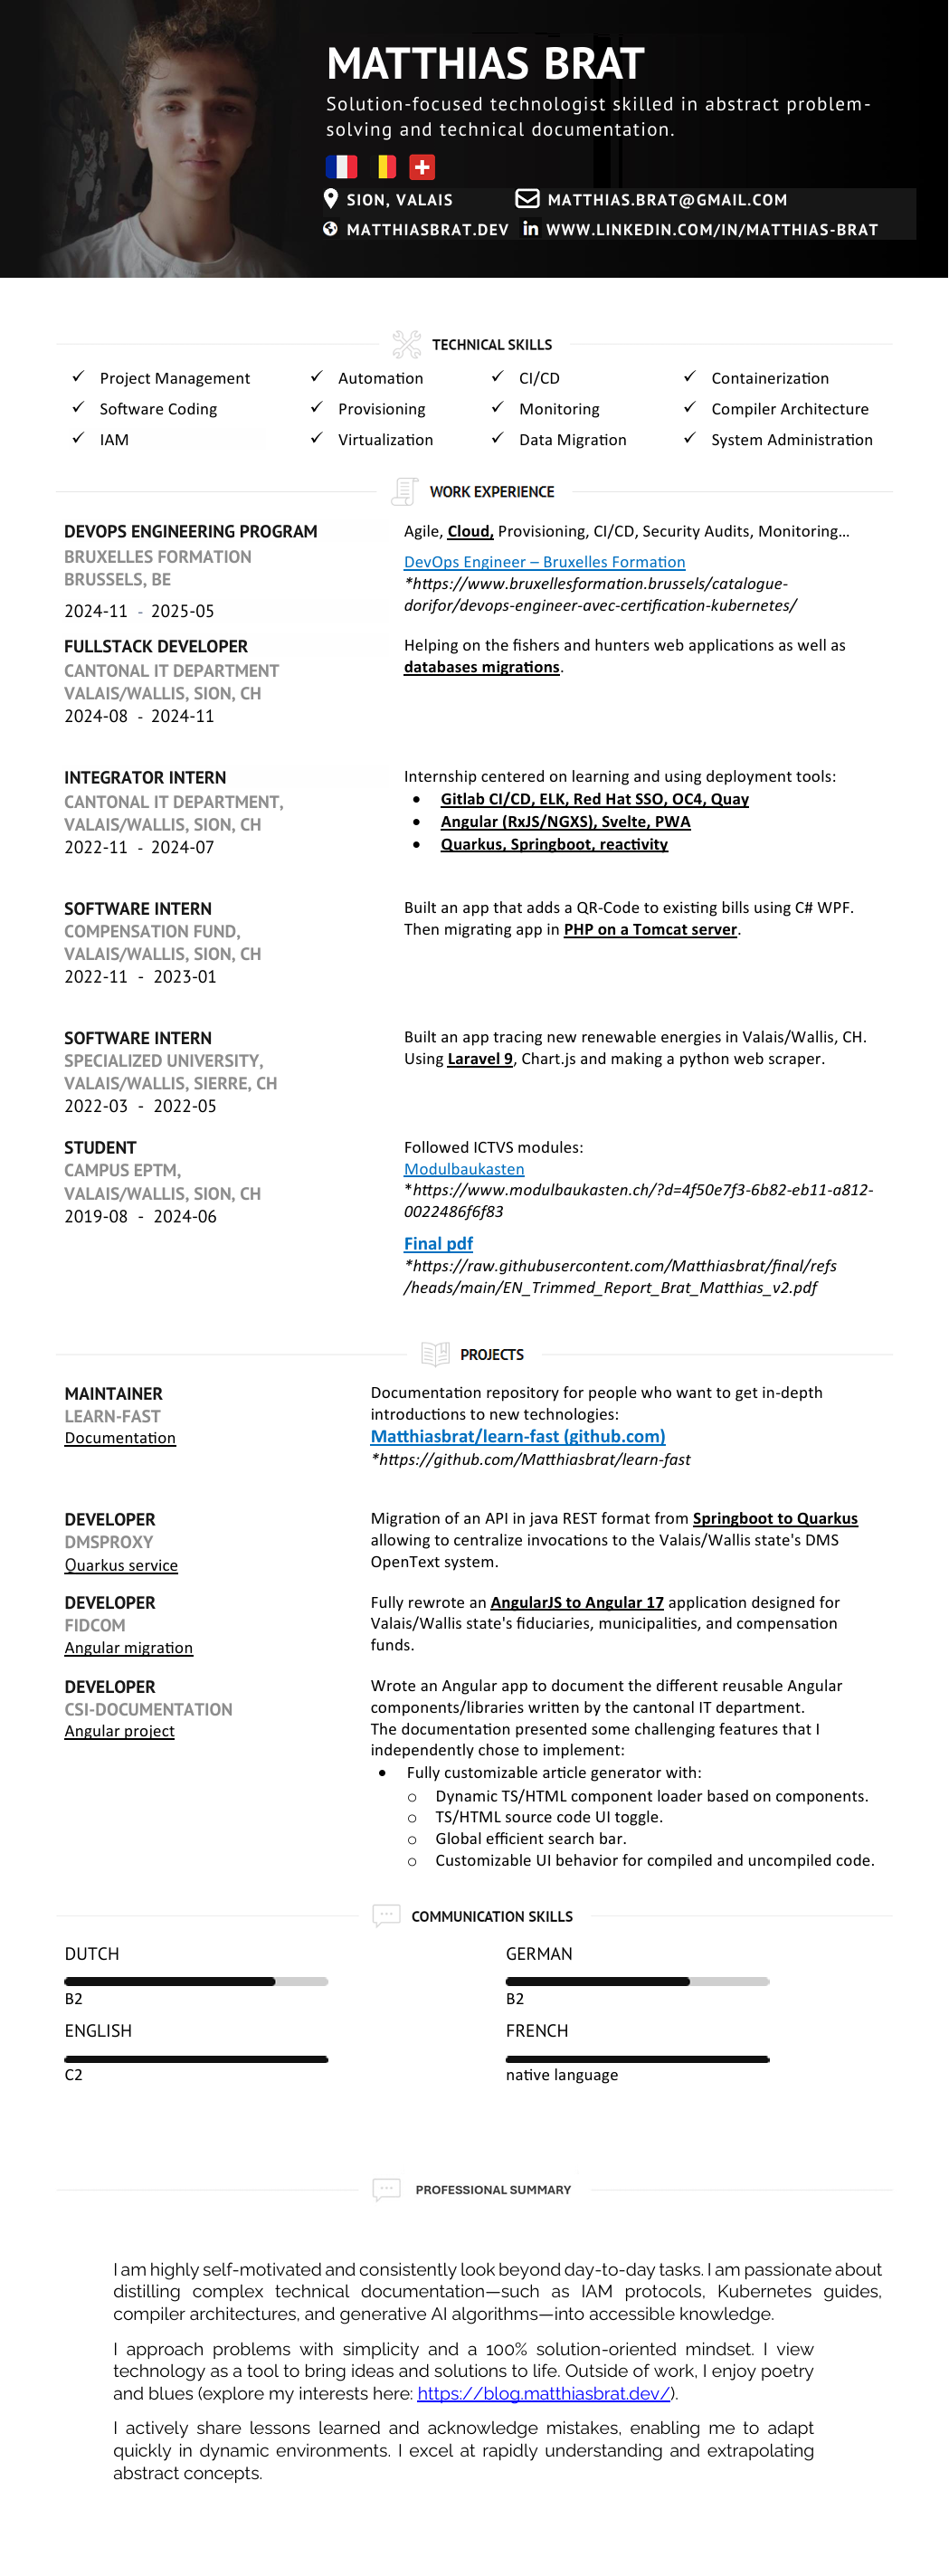 MATTHIAS BRAT
Solution-focused technologist skilled in abstract problem-
solving and technical documentation.
SION, VALAIS MATTHIAS.BRAT@GMAIL.COM
MATTHIASBRAT.DEV in WWW.LINKEDIN.COM/IN/MATTHIAS-BRAT
TECHNICAL SKILLS
✓ Project Management ✓ Automation ✓ CI/CD ✓ Containerization
✓ Software Coding ✓ Provisioning ✓ Monitoring ✓ Compiler Architecture
✓ IAM ✓ Virtualization ✓ Data Migration ✓ System Administration
WORK EXPERIENCE
DEVOPS ENGINEERING PROGRAM
BRUXELLES FORMATION
BRUSSELS, BE
2024-11 - 2025-05
Agile, Cloud, Provisioning, CI/CD, Security Audits, Monitoring...
DevOps Engineer – Bruxelles Formation
*https://www.bruxellesformation.brussels/catalogue-
dorifor/devops-engineer-avec-certification-kubernetes/
FULLSTACK DEVELOPER
CANTONAL IT DEPARTMENT
VALAIS/WALLIS, SION, CH
2024-08 - 2024-11
Helping on the fishers and hunters web applications as well as
databases migrations.
INTEGRATOR INTERN
CANTONAL IT DEPARTMENT,
VALAIS/WALLIS, SION, CH
2022-11 - 2024-07
Internship centered on learning and using deployment tools:
• Gitlab CI/CD, ELK, Red Hat SSO, OC4, Quay
• Angular (RxJS/NGXS), Svelte, PWA
• Quarkus, Springboot, reactivity
SOFTWARE INTERN
COMPENSATION FUND,
VALAIS/WALLIS, SION, CH
2022-11 - 2023-01
Built an app that adds a QR-Code to existing bills using C# WPF.
Then migrating app in PHP on a Tomcat server.
SOFTWARE INTERN
SPECIALIZED UNIVERSITY,
VALAIS/WALLIS, SIERRE, CH
2022-03 - 2022-05
Built an app tracing new renewable energies in Valais/Wallis, CH.
Using Laravel 9, Chart.js and making a python web scraper.
STUDENT
CAMPUS EPTM,
VALAIS/WALLIS, SION, CH
2019-08 - 2024-06
Followed ICTVS modules:
Modulbaukasten
*https://www.modulbaukasten.ch/?d=4f50e7f3-6b82-eb11-a812-
0022486f6f83
Final pdf
*https://raw.githubusercontent.com/Matthiasbrat/final/refs
/heads/main/EN_Trimmed_Report_Brat_Matthias_v2.pdf
PROJECTS
MAINTAINER
LEARN-FAST
Documentation
Documentation repository for people who want to get in-depth
introductions to new technologies:
Matthiasbrat/learn-fast (github.com)
*https://github.com/Matthiasbrat/learn-fast
DEVELOPER
DMSPROXY
Quarkus service
Migration of an API in java REST format from Springboot to Quarkus
allowing to centralize invocations to the Valais/Wallis state's DMS
OpenText system.
DEVELOPER
FIDCOM
Angular migration
Fully rewrote an AngularJS to Angular 17 application designed for
Valais/Wallis state's fiduciaries, municipalities, and compensation
funds.
DEVELOPER
CSI-DOCUMENTATION
Angular project
Wrote an Angular app to document the different reusable Angular
components/libraries written by the cantonal IT department.
The documentation presented some challenging features that I
independently chose to implement:
• Fully customizable article generator with:
o Dynamic TS/HTML component loader based on components.
o TS/HTML source code UI toggle.
o Global efficient search bar.
o Customizable UI behavior for compiled and uncompiled code.
COMMUNICATION SKILLS
DUTCH GERMAN
B2 B2
ENGLISH FRENCH
C2 native language
PROFESSIONAL SUMMARY
I am highly self-motivated and consistently look beyond day-to-day tasks. I am passionate about
distilling complex technical documentation—such as IAM protocols, Kubernetes guides,
compiler architectures, and generative AI algorithms—into accessible knowledge.
I approach problems with simplicity and a 100% solution-oriented mindset. I view
technology as a tool to bring ideas and solutions to life. Outside of work, I enjoy poetry
and blues (explore my interests here: https://blog.matthiasbrat.dev/).
I actively share lessons learned and acknowledge mistakes, enabling me to adapt
quickly in dynamic environments. I excel at rapidly understanding and extrapolating
abstract concepts.